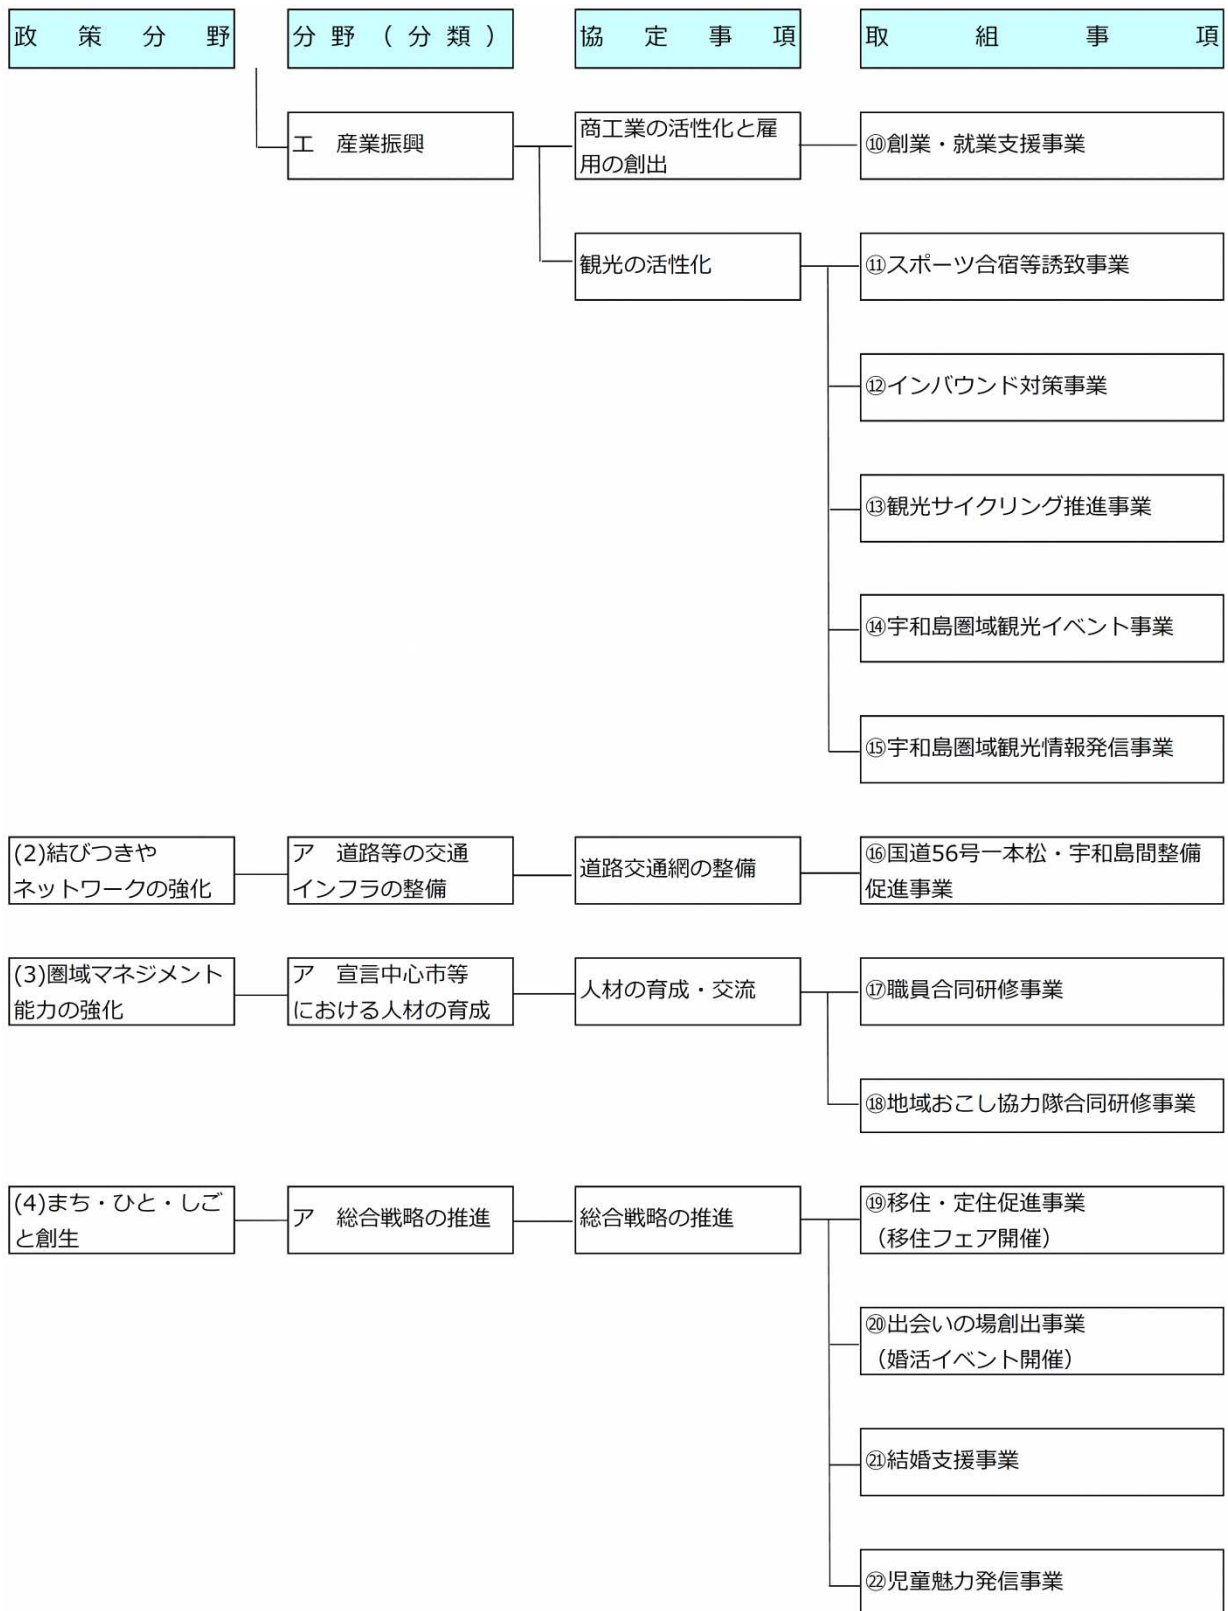 政策分野
分野(分類)
協定事項
取組事項
エ 産業振興
商工業の活性化と雇
用の創出
⑩創業・就業支援事業
観光の活性化
⑪スポーツ合宿等誘致事業
⑫インバウンド対策事業
⑬観光サイクリング推進事業
⑭宇和島圏域観光イベント事業
⑮宇和島圏域観光情報発信事業
(2)結びつきや
ネットワークの強化
ア 道路等の交通
インフラの整備
道路交通網の整備
⑯国道56号一本松・宇和島間整備
促進事業
(3)圏域マネジメント
能力の強化
ア 宣言中心市等
における人材の育成
人材の育成・交流
⑰職員合同研修事業
⑱地域おこし協力隊合同研修事業
(4)まち・ひと・しご
と創生
ア 総合戦略の推進
総合戦略の推進
⑲移住・定住促進事業
(移住フェア開催)
⑳出会いの場創出事業
(婚活イベント開催)
㉑結婚支援事業
㉒児童魅力発信事業